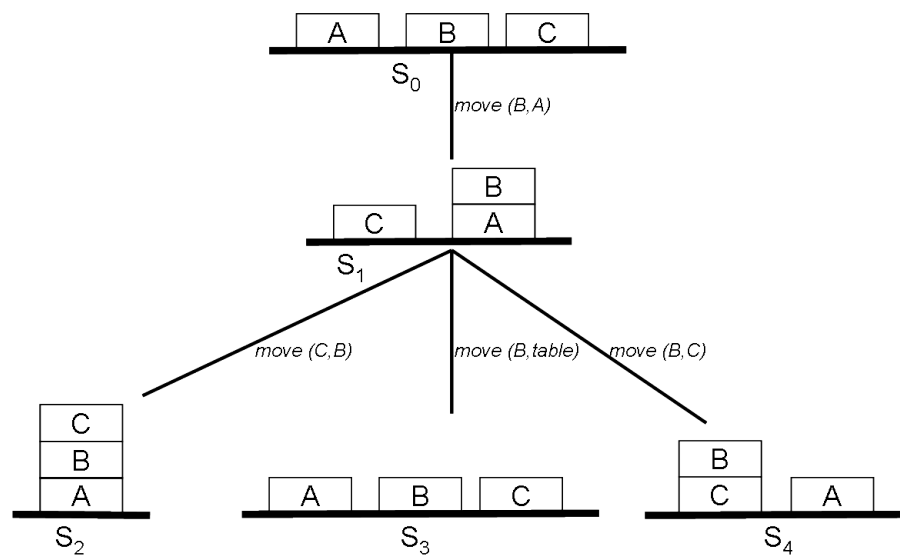 A B C
S0
move (B,A)
B
C A
S1
move (C,B) move (B,table) move (B,C)
C
B B
A A B C C A
S2 S3 S4